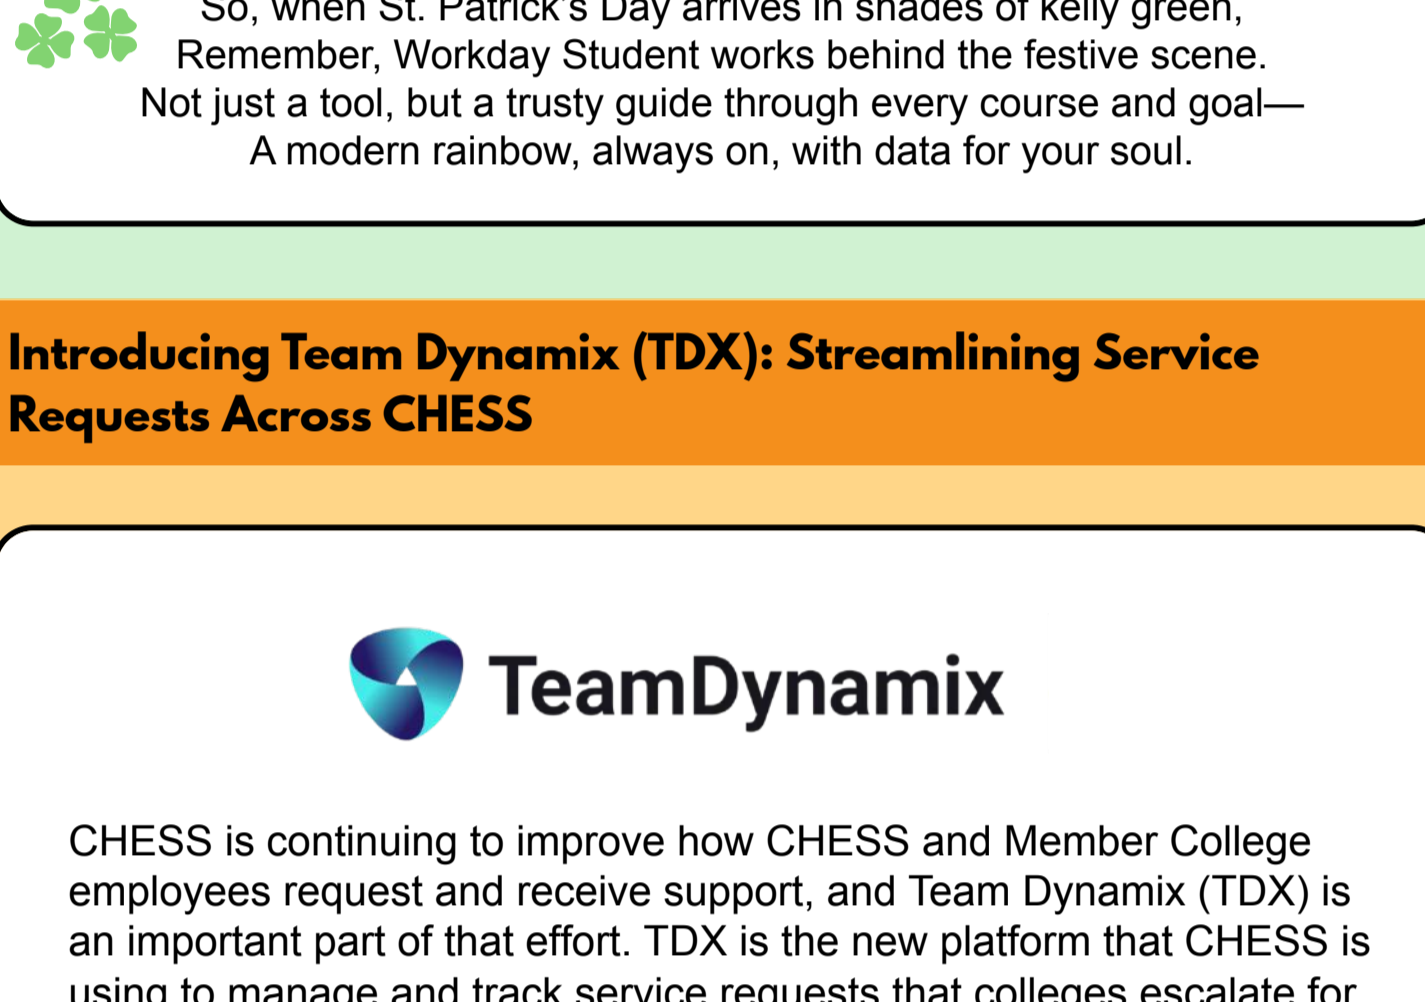 So, when St. Patrick's Day arrives in shades of kelly green,
Remember, Workday Student works behind the festive scene.
Not just a tool, but a trusty guide through every course and goal—
A modern rainbow, always on, with data for your soul.
Introducing Team Dynamix (TDX): Streamlining Service
Requests Across CHESS
TeamDynamix
CHESS is continuing to improve how CHESS and Member College
employees request and receive support, and Team Dynamix (TDX) is
an important part of that effort. TDX is the new platform that CHESS is
using to manage and track service requests that colleges escalate for